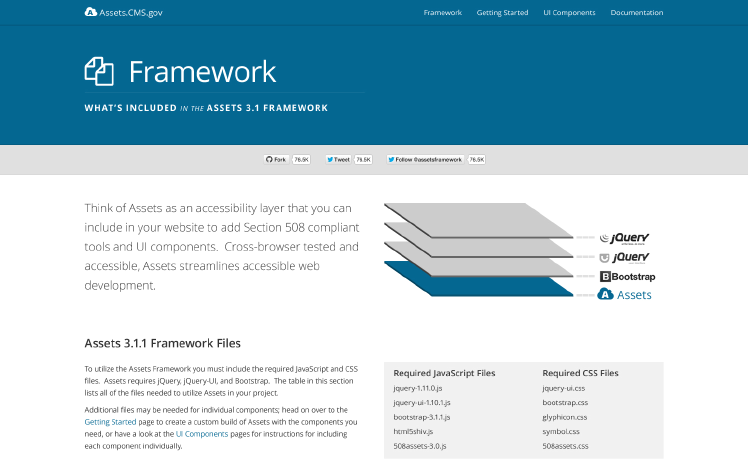 Assets.CMS.gov
Framework Getting Started UI Components Documentation
Framework
WHAT'S INCLUDED IN THE ASSETS 3.1 FRAMEWORK
Fork 76.5K Tweet 76.5K Follow @assetsframework 76.5K
Think of Assets as an accessibility layer that you can
include in your website to add Section 508 compliant
tools and UI components. Cross-browser tested and
accessible, Assets streamlines accessible web
development.
jQuery
jQuery
B Bootstrap
Assets
Assets 3.1.1 Framework Files
To utilize the Assets Framework you must include the required JavaScript and CSS
files. Assets requires jQuery, jQuery-UI, and Bootstrap. The table in this section
lists all of the files needed to utilize Assets in your project.
Additional files may be needed for individual components; head on over to the
Getting Started page to create a custom build of Assets with the components you
need, or have a look at the UI Components pages for instructions for including
each component individually.
Required JavaScript Files
jquery-1.11.0.js
jquery-ui-1.10.1.js
bootstrap-3.1.1.js
html5shiv.js
508assets-3.0.js
Required CSS Files
jquery-ui.css
bootstrap.css
glyphicon.css
symbol.css
508assets.css